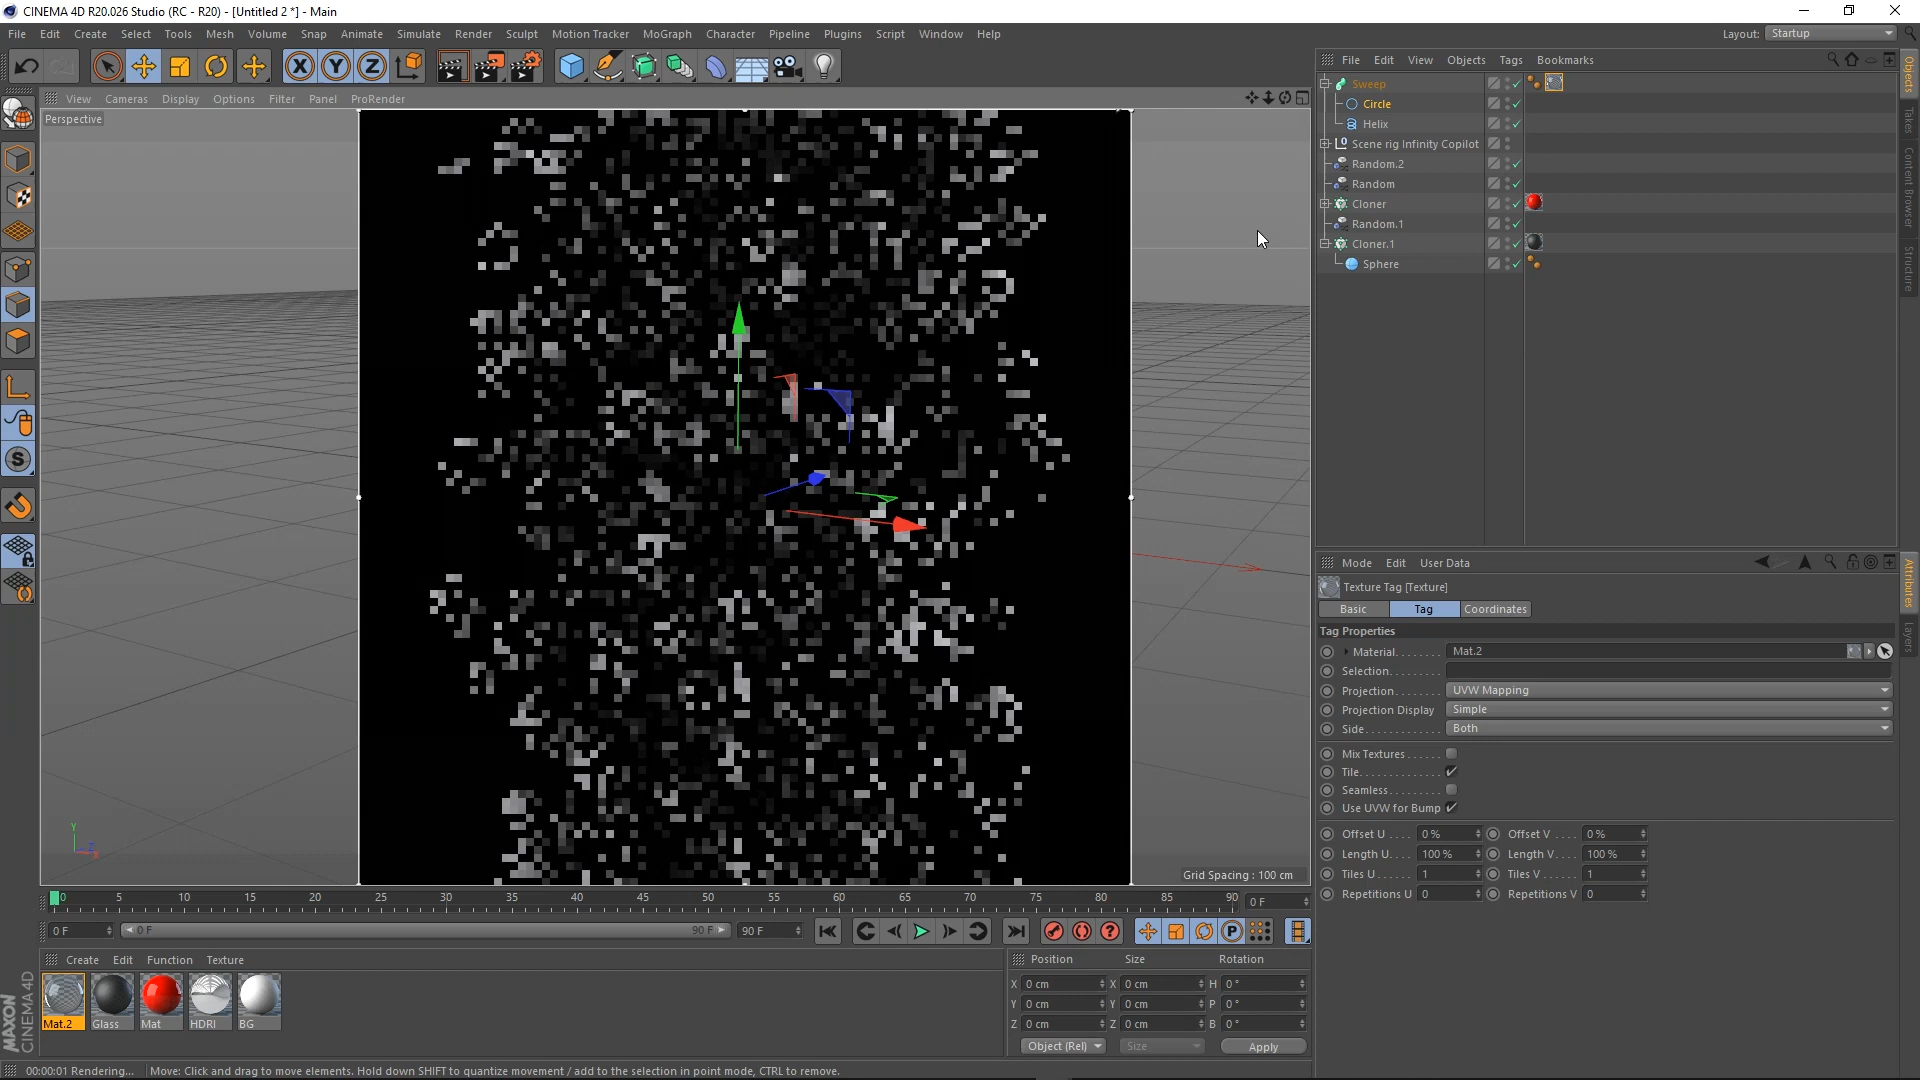 CINEMA 4D R20.026 Studio (RC - R20) - [Untitled 2 *] - Main
File Edit Create Select Tools Mesh Volume Snap Animate Simulate Render Sculpt Motion Tracker MoGraph Character Pipeline Plugins Script Window Help
Layout: Startup
X Y Z
File Edit View Objects Tags Bookmarks
View Cameras Display Options Filter Panel ProRender
Perspective
Sweep
Circle
Helix
Scene rig Infinity Copilot
Random.2
Random
Cloner
Random.1
Cloner.1
Sphere
Objects
Takes
Content Browser
Structure
Mode Edit User Data
Texture Tag [Texture]
Basic Tag Coordinates
Tag Properties
Material. . . . . . . . Mat.2
Selection. . . . . . . .
Projection. . . . . . . . UVW Mapping
Projection Display Simple
Side. . . . . . . . . . . . . Both
Mix Textures . . . . . .
Tile. . . . . . . . . . . . . .
Seamless. . . . . . . . .
Use UVW for Bump
Offset U . . . . 0 % Offset V . . . . 0 %
Length U. . . . 100 % Length V. . . . 100 %
Tiles U . . . . . 1 Tiles V . . . . . 1
Repetitions U 0 Repetitions V 0
Attributes
Layers
Y
Z
X
Grid Spacing : 100 cm
0 5 10 15 20 25 30 35 40 45 50 55 60 65 70 75 80 85 90 0 F
0 F 0 F 90 F 90 F
Create Edit Function Texture
Mat.2 Glass Mat HDRI BG
Position Size Rotation
X 0 cm X 0 cm H 0 °
Y 0 cm Y 0 cm P 0 °
Z 0 cm Z 0 cm B 0 °
Object (Rel) Size Apply
MAXON
CINEMA 4D
00:00:01 Rendering... Move: Click and drag to move elements. Hold down SHIFT to quantize movement / add to the selection in point mode, CTRL to remove.